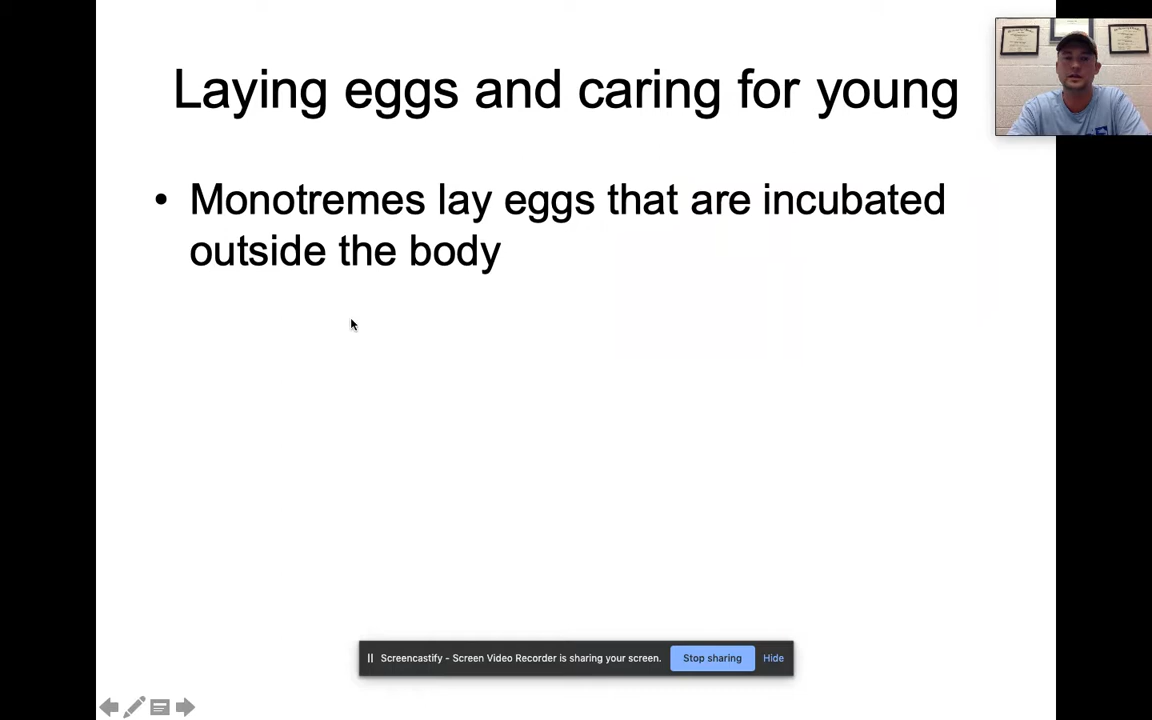 Laying eggs and caring for young
• Monotremes lay eggs that are incubated
outside the body
Screencastify - Screen Video Recorder is sharing your screen. Stop sharing Hide